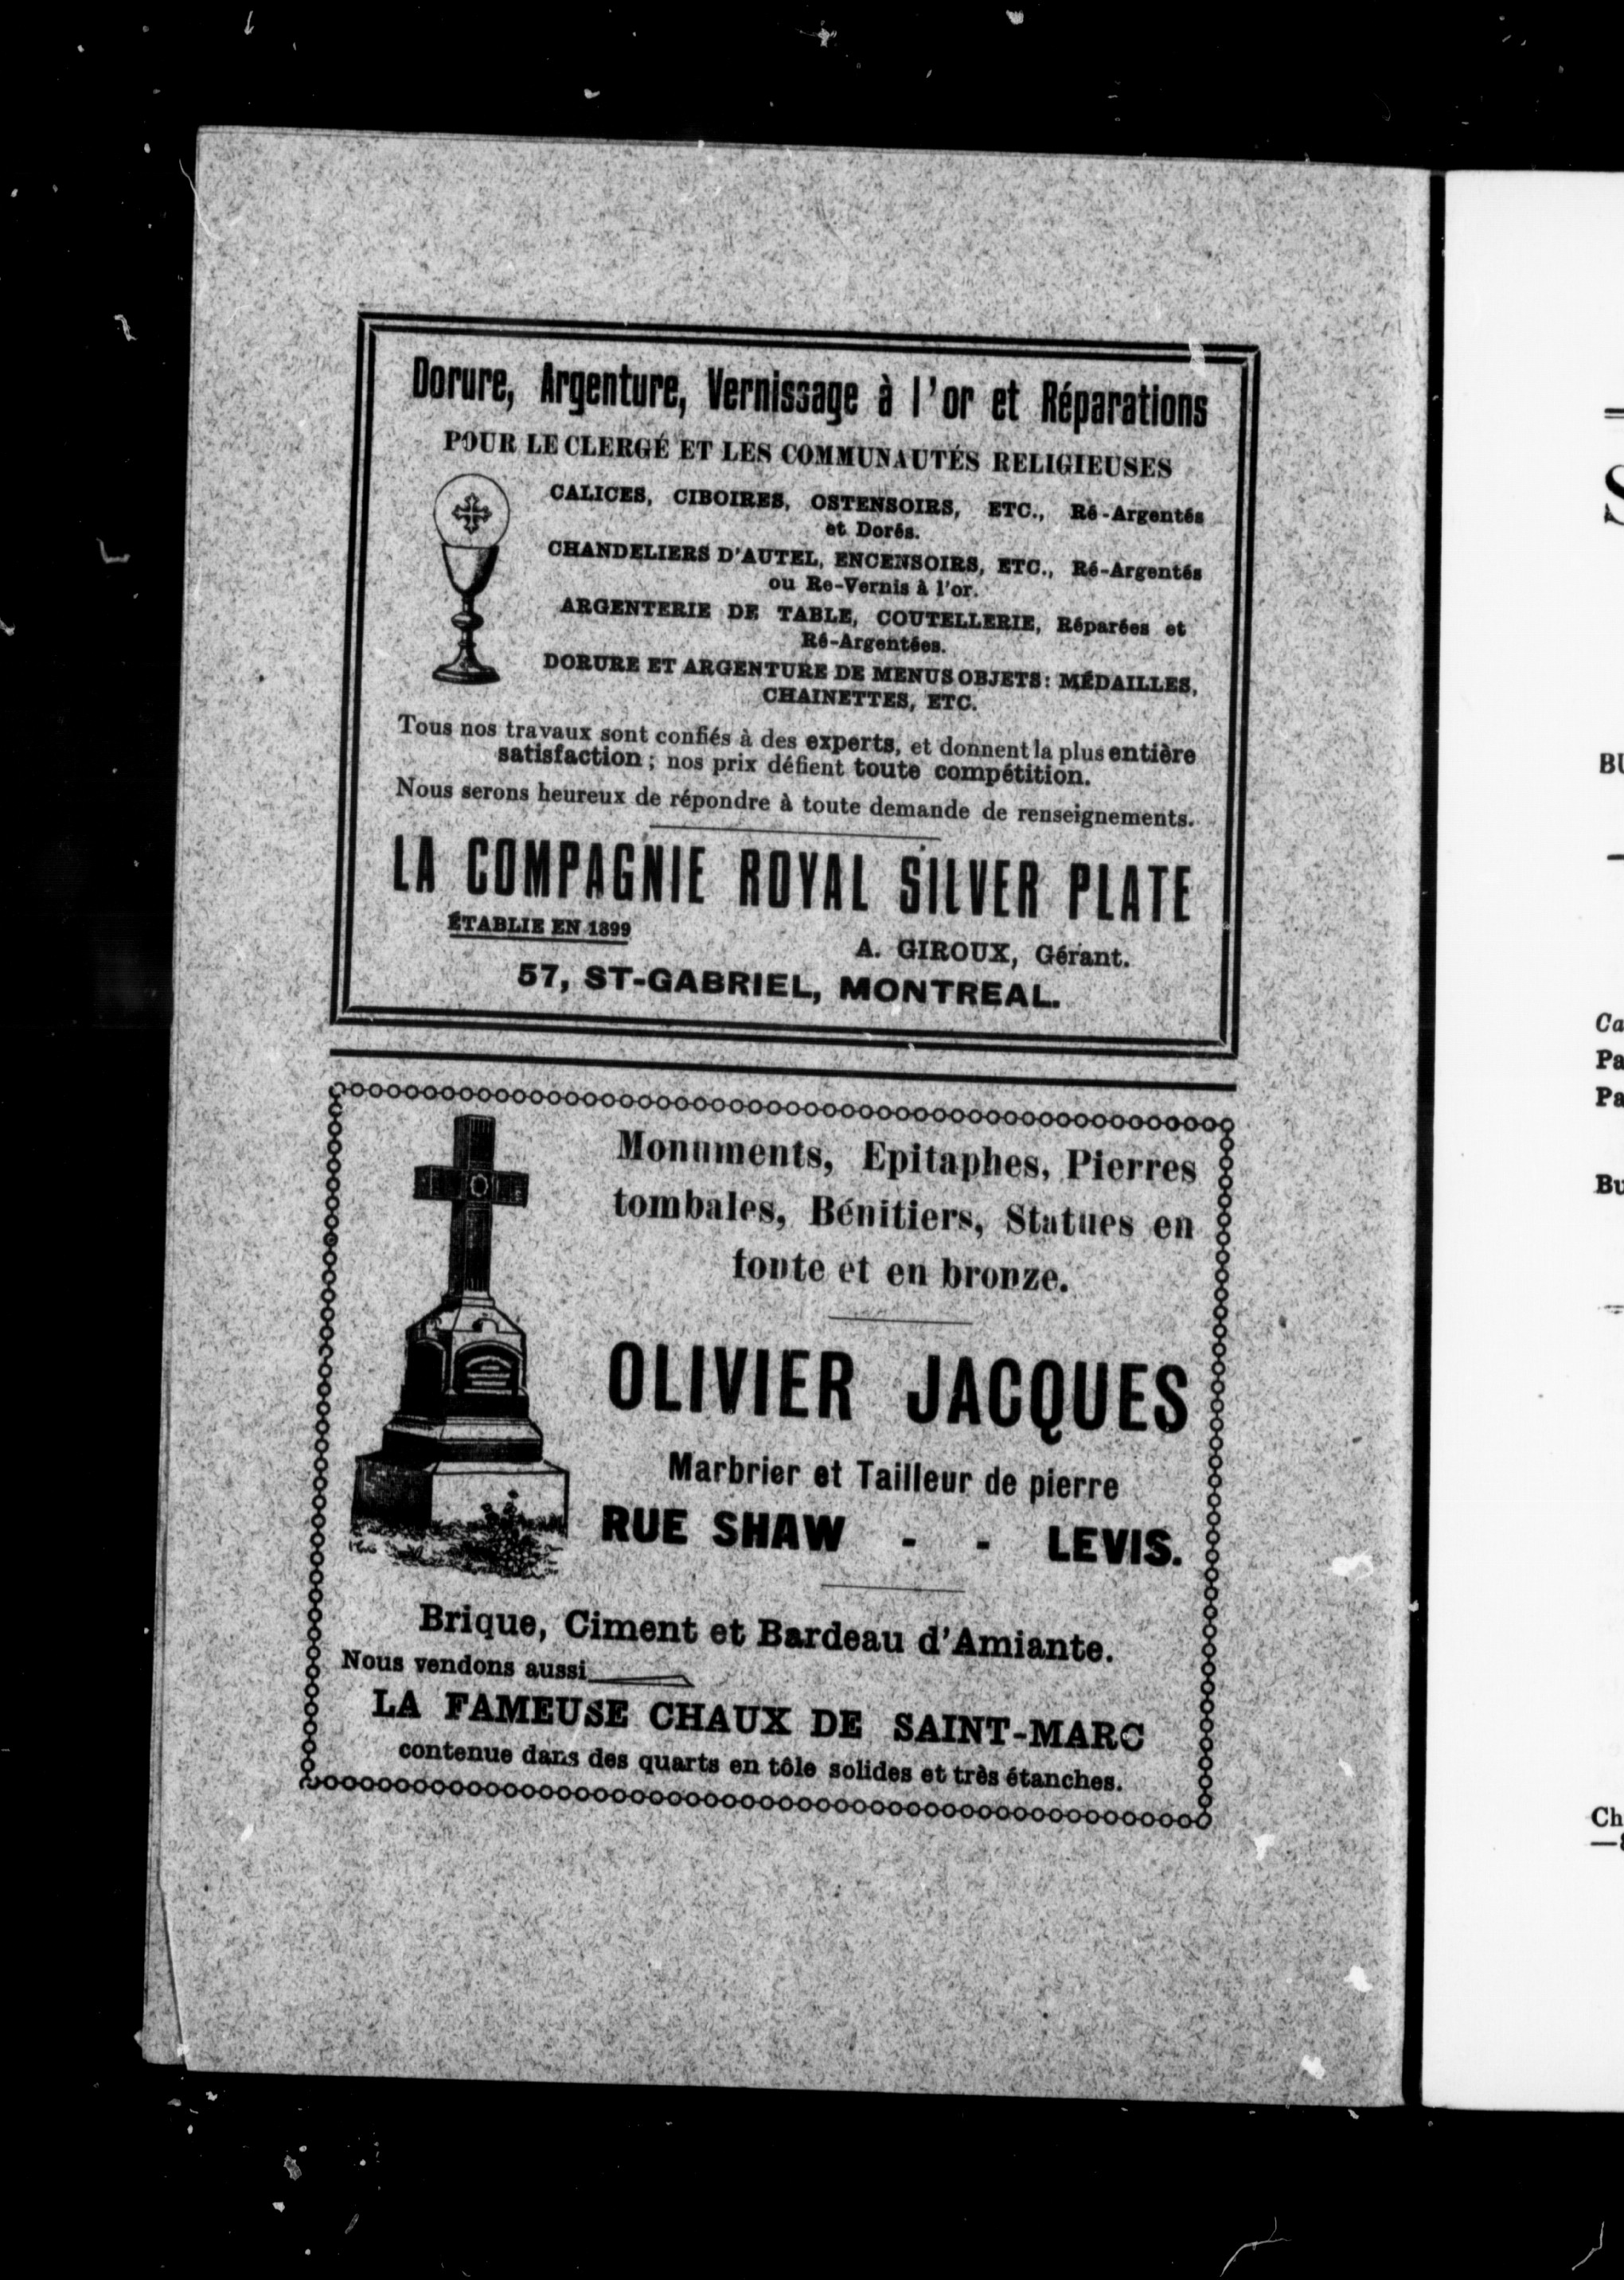 Dorure, Argenture, Vernissage à l'or et Réparations
POUR LE CLERGÉ ET LES COMMUNAUTÉS RELIGIEUSES
CALICES, CIBOIRES, OSTENSOIRS, ETC., Ré-Argentés
et Dorés.
CHANDELIERS D'AUTEL, ENCENSOIRS, ETC., Ré-Argentés
ou Re-Vernis à l'or.
ARGENTERIE DE TABLE, COUTELLERIE, Réparées et
Ré-Argentées.
DORURE ET ARGENTURE DE MENUS OBJETS: MÉDAILLES,
CHAINETTES, ETC.
Tous nos travaux sont confiés à des experts, et donnent la plus entière
satisfaction; nos prix défient toute compétition.
Nous serons heureux de répondre à toute demande de renseignements.
LA COMPAGNIE ROYAL SILVER PLATE
ÉTABLIE EN 1899
A. GIROUX, Gérant.
57, ST-GABRIEL, MONTREAL.
Monuments, Epitaphes, Pierres
tombales, Bénitiers, Statues en
fonte et en bronze.
OLIVIER JACQUES
Marbrier et Tailleur de pierre
RUE SHAW - - LEVIS.
Brique, Ciment et Bardeau d'Amiante.
Nous vendons aussi
LA FAMEUSE CHAUX DE SAINT-MARC
contenue dans des quarts en tôle solides et très étanches.
Ca
Pa
Pa
Bu
Ch